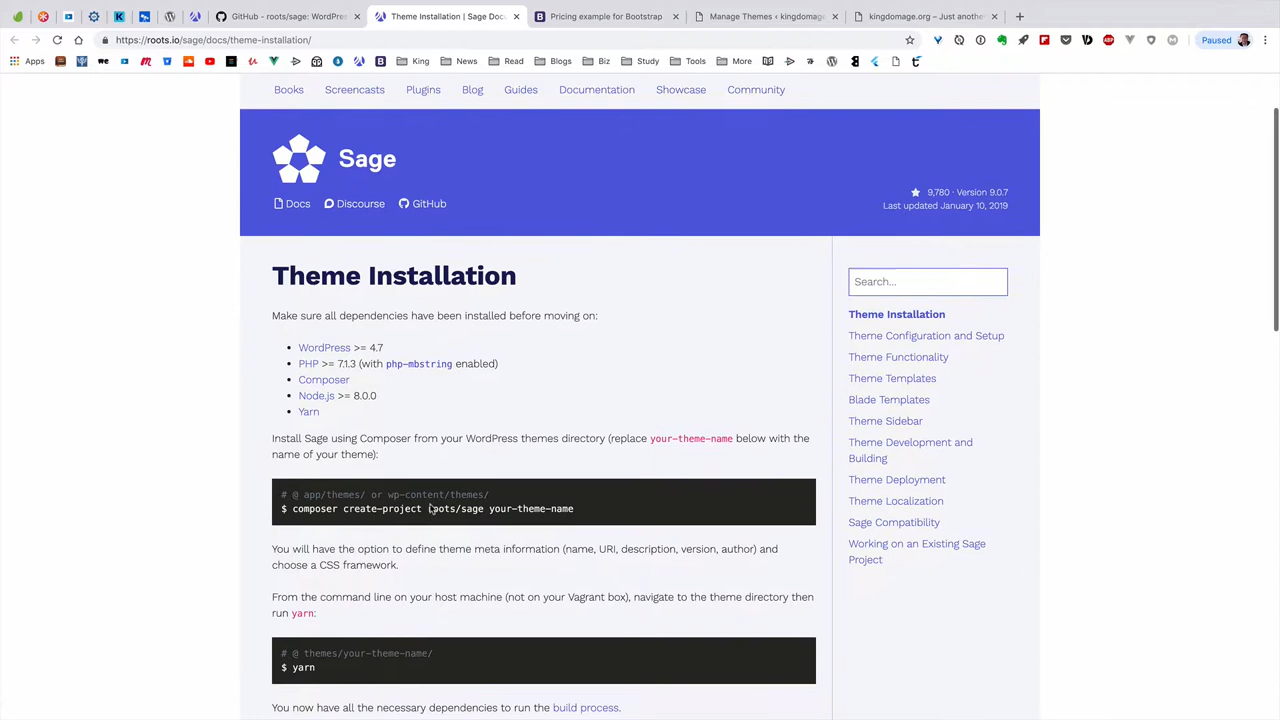 GitHub - roots/sage: WordPres
Theme Installation | Sage Docu
Pricing example for Bootstrap
Manage Themes ‹ kingdomage.
kingdomage.org – Just another
https://roots.io/sage/docs/theme-installation/
Paused
Apps
King
News
Read
Blogs
Biz
Study
Tools
More
Books
Screencasts
Plugins
Blog
Guides
Documentation
Showcase
Community
Sage
Docs
Discourse
GitHub
9,780 · Version 9.0.7
Last updated January 10, 2019
Theme Installation
Make sure all dependencies have been installed before moving on:
• WordPress >= 4.7
• PHP >= 7.1.3 (with php-mbstring enabled)
• Composer
• Node.js >= 8.0.0
• Yarn
Install Sage using Composer from your WordPress themes directory (replace your-theme-name below with the
name of your theme):
# @ app/themes/ or wp-content/themes/
$ composer create-project roots/sage your-theme-name
You will have the option to define theme meta information (name, URI, description, version, author) and
choose a CSS framework.
From the command line on your host machine (not on your Vagrant box), navigate to the theme directory then
run yarn:
# @ themes/your-theme-name/
$ yarn
You now have all the necessary dependencies to run the build process.
Search...
Theme Installation
Theme Configuration and Setup
Theme Functionality
Theme Templates
Blade Templates
Theme Sidebar
Theme Development and
Building
Theme Deployment
Theme Localization
Sage Compatibility
Working on an Existing Sage
Project